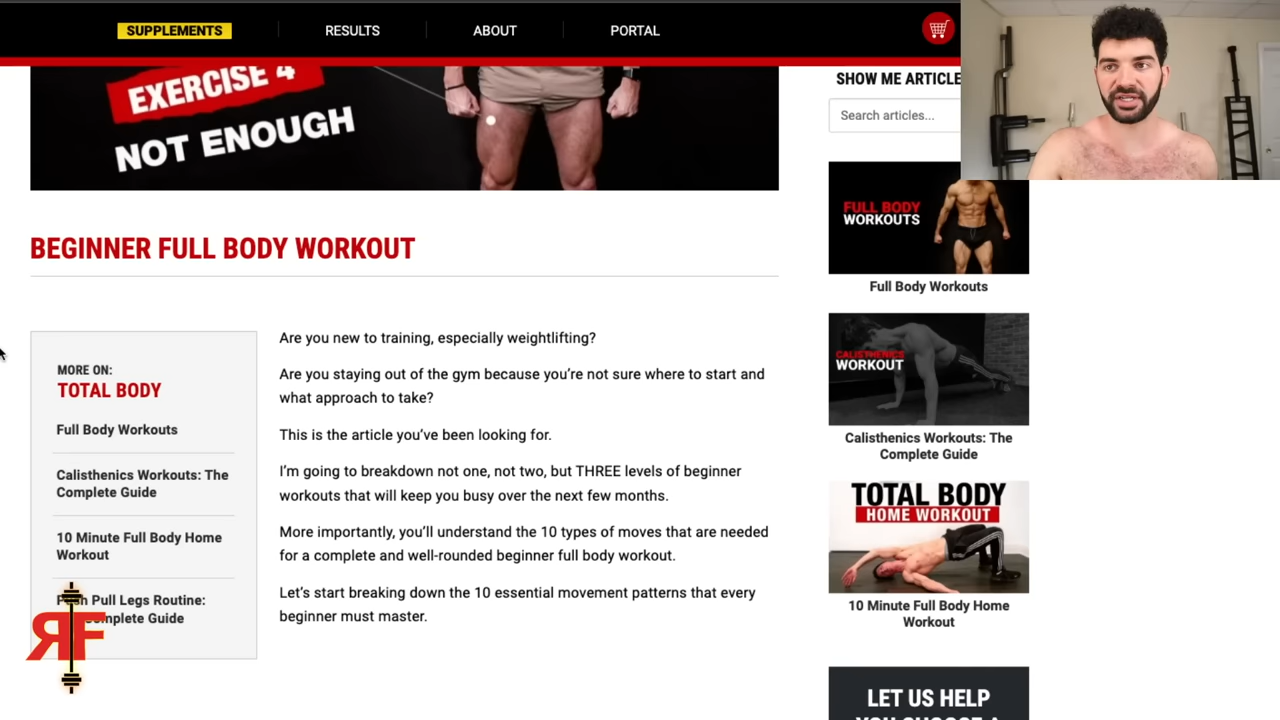 SUPPLEMENTS
RESULTS
ABOUT
PORTAL
EXERCISE 4
NOT ENOUGH
BEGINNER FULL BODY WORKOUT
MORE ON:
TOTAL BODY
Full Body Workouts
Calisthenics Workouts: The
Complete Guide
10 Minute Full Body Home
Workout
Pull Legs Routine:
Guide
RF
Are you new to training, especially weightlifting?
Are you staying out of the gym because you’re not sure where to start and
what approach to take?
This is the article you’ve been looking for.
I’m going to breakdown not one, not two, but THREE levels of beginner
workouts that will keep you busy over the next few months.
More importantly, you’ll understand the 10 types of moves that are needed
for a complete and well-rounded beginner full body workout.
Let’s start breaking down the 10 essential movement patterns that every
beginner must master.
SHOW ME ARTICLE
Search articles...
FULL BODY
WORKOUTS
Full Body Workouts
CALISTHENICS
WORKOUT
Calisthenics Workouts: The
Complete Guide
TOTAL BODY
HOME WORKOUT
10 Minute Full Body Home
Workout
LET US HELP
YOU CHOOSE A